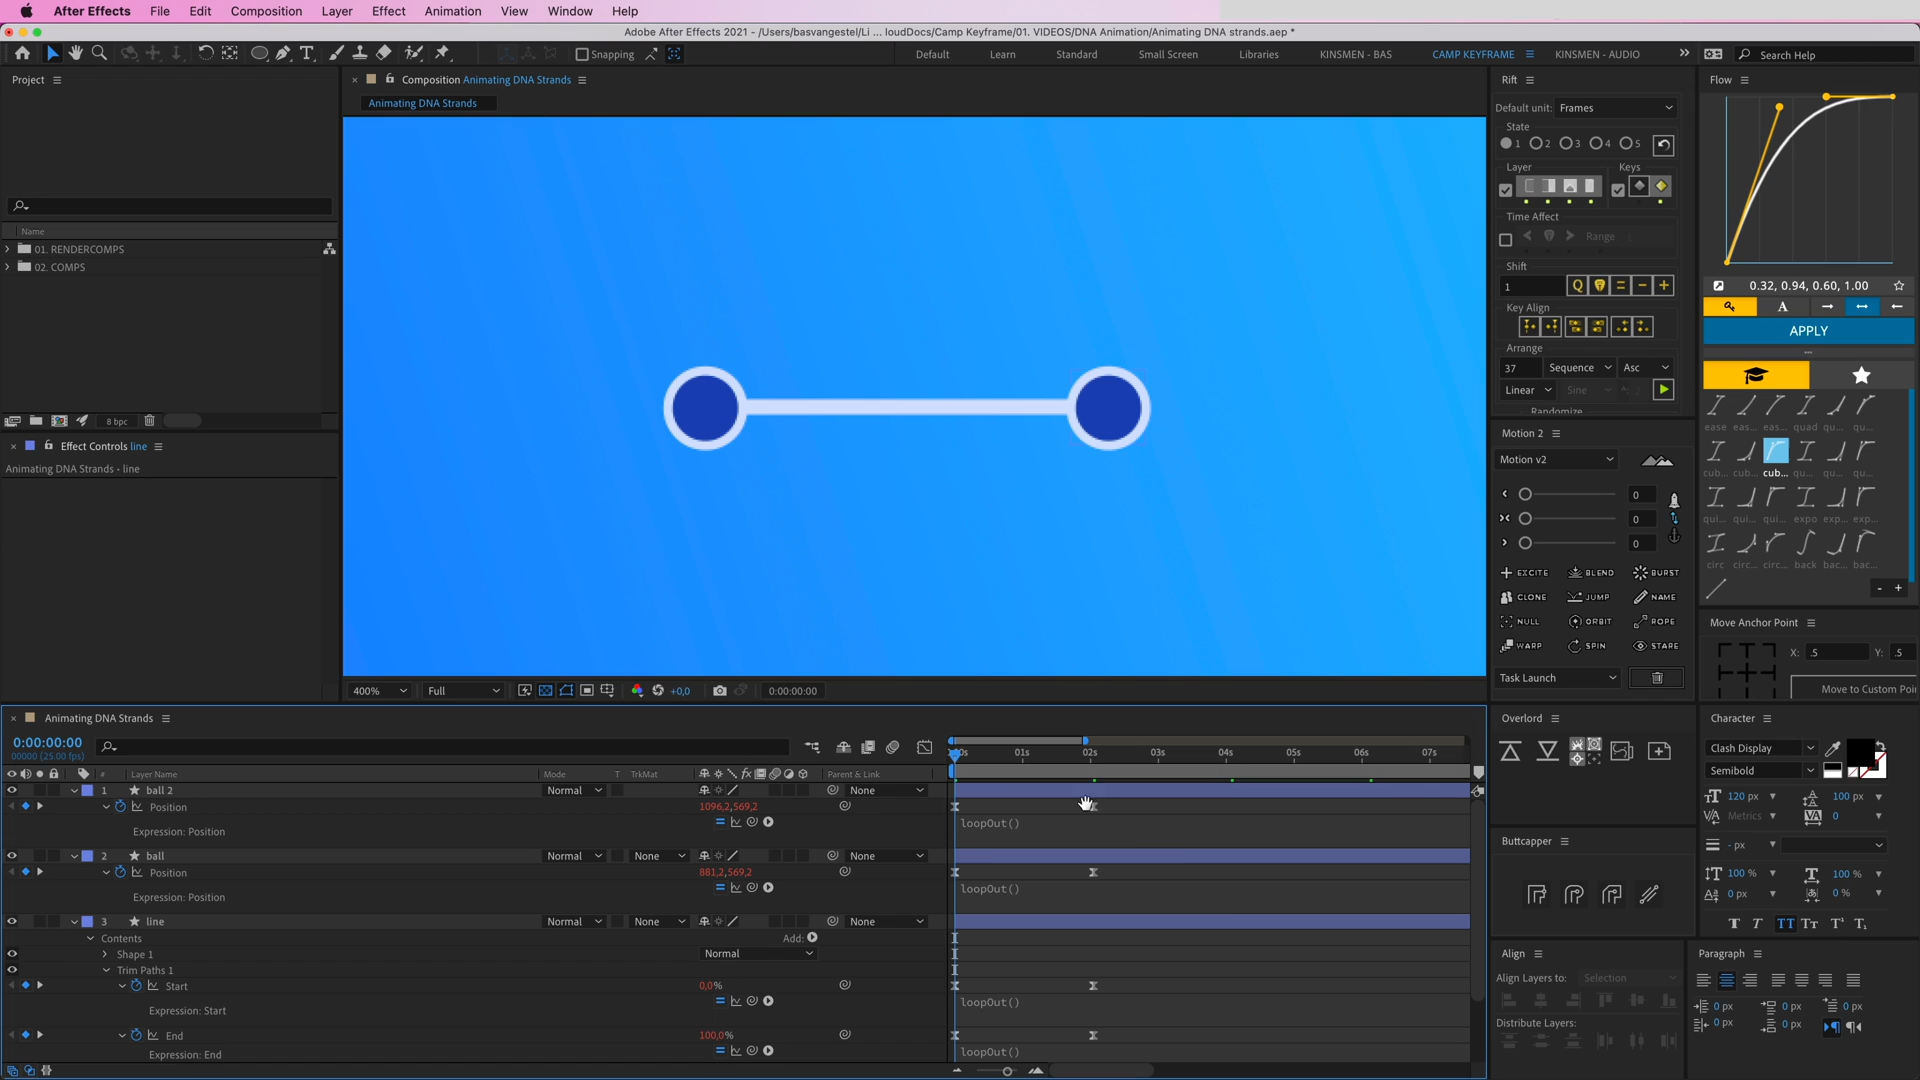 After Effects File Edit Composition Layer Effect Animation View Window Help
Adobe After Effects 2021 - /Users/basvangestel/Li ... loudDocs/Camp Keyframe/01. VIDEOS/DNA Animation/Animating DNA strands.aep *
Snapping Default Learn Standard Small Screen Libraries KINSMEN - BAS CAMP KEYFRAME KINSMEN - AUDIO Search Help
Project
Composition Animating DNA Strands
Animating DNA Strands
Name
01. RENDERCOMPS
02. COMPS
8 bpc
Effect Controls line
Animating DNA Strands - line
400% Full +0,0 0:00:00:00
Rift
Default unit: Frames
State
1 2 3 4 5
Layer Keys
Time Affect
Range
Shift
1
Key Align
Arrange
37 Sequence Asc
Linear Sine
Randomize
Motion 2
Motion v2
0
0
0
EXCITE BLEND BURST
CLONE JUMP NAME
NULL ORBIT ROPE
WARP SPIN STARE
Task Launch
Flow
0.32, 0.94, 0.60, 1.00
A
APPLY
ease eas... eas... quad qu... qu...
cub... cub... cub... qu... qu... qu...
qui... qui... qui... expo exp... exp...
circ circ... circ... back bac... bac...
- +
Move Anchor Point
X: .5 Y: .5
Move to Custom Poi
Animating DNA Strands
0:00:00:00
00000 (25.00 fps)
# Layer Name Mode T TrkMat Parent & Link
01s 02s 03s 04s 05s 06s 07s
1 ball 2 Normal None
Position 1096,2,569,2
Expression: Position loopOut()
2 ball Normal None None
Position 881,2,569,2
Expression: Position loopOut()
3 line Normal None None
Contents Add:
Shape 1 Normal
Trim Paths 1
Start 0,0%
Expression: Start loopOut()
End 100,0%
Expression: End loopOut()
Overlord
Buttcapper
Align
Align Layers to: Selection
Distribute Layers:
Character
Clash Display
Semibold
120 px 100 px
Metrics 0
- px
100 % 100 %
0 px 0 %
Paragraph
0 px 0 px 0 px
0 px 0 px